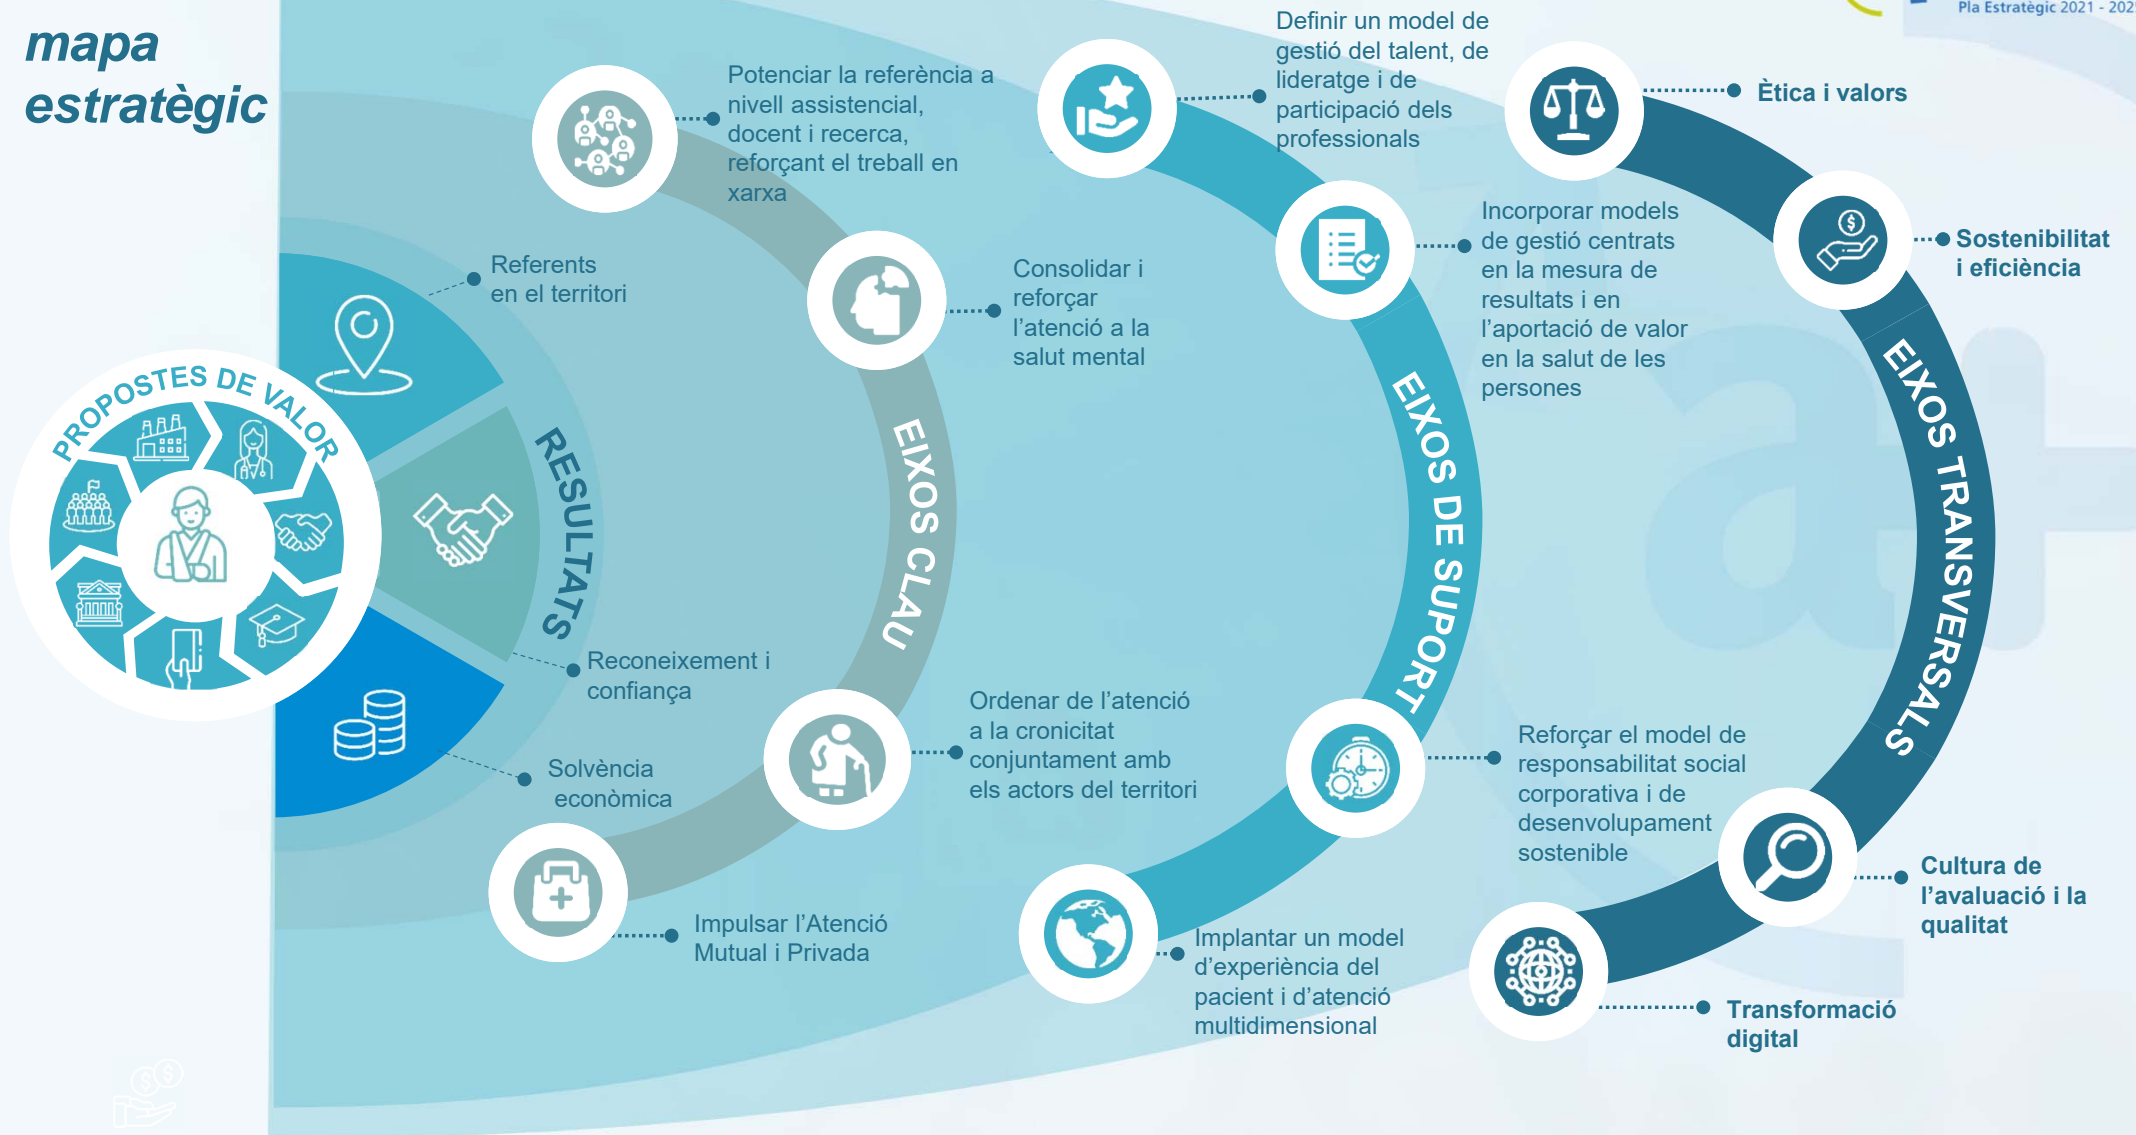 mapa
estratègic
Pla Estratègic 2021 - 2025
PROPOSTES DE VALOR
RESULTATS
Referents
en el territori
Reconeixement i
confiança
Solvència
econòmica
EIXOS CLAU
Potenciar la referència a
nivell assistencial,
docent i recerca,
reforçant el treball en
xarxa
Consolidar i
reforçar
l’atenció a la
salut mental
Ordenar de l’atenció
a la cronicitat
conjuntament amb
els actors del territori
Impulsar l’Atenció
Mutual i Privada
EIXOS DE SUPORT
Definir un model de
gestió del talent, de
lideratge i de
participació dels
professionals
Incorporar models
de gestió centrats
en la mesura de
resultats i en
l’aportació de valor
en la salut de les
persones
Reforçar el model de
responsabilitat social
corporativa i de
desenvolupament
sostenible
Implantar un model
d’experiència del
pacient i d’atenció
multidimensional
EIXOS TRANSVERSALS
Ètica i valors
Sostenibilitat
i eficiència
Cultura de
l’avaluació i la
qualitat
Transformació
digital